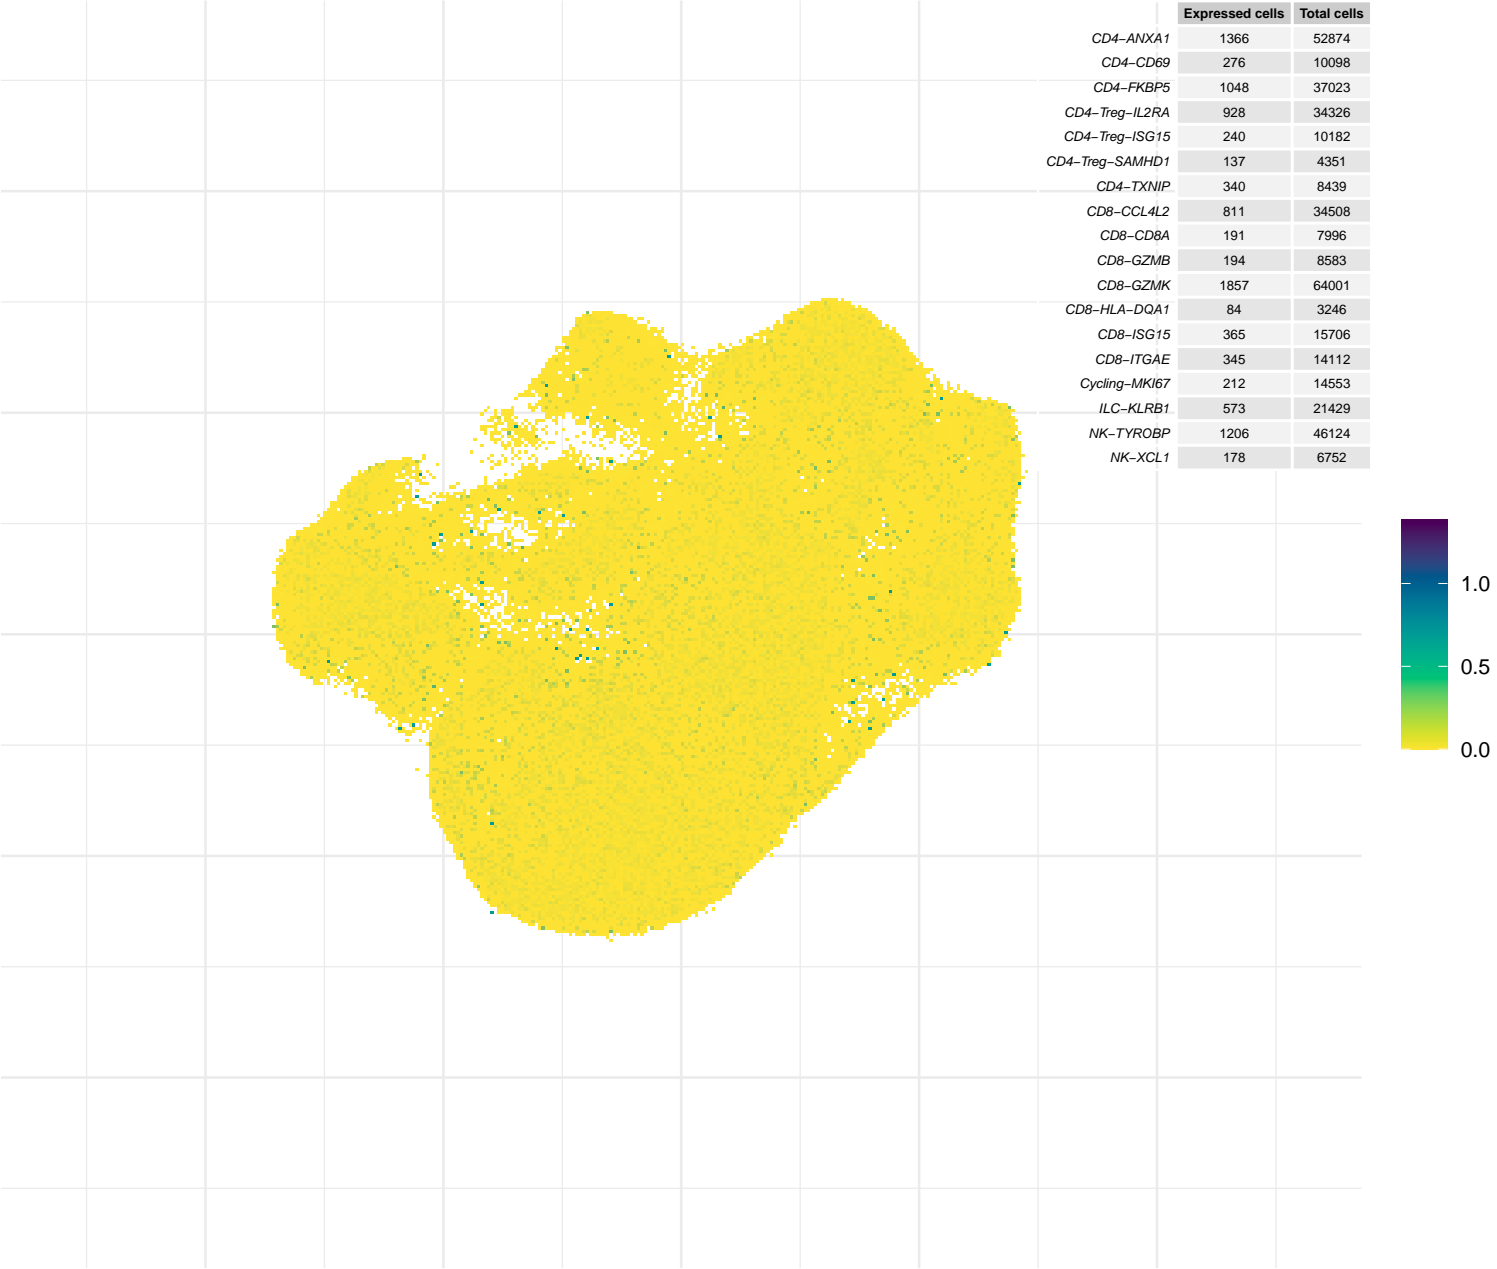 Expressed cells Total cells
CD4−ANXA1 1366 52874
CD4−CD69 276 10098
CD4−FKBP5 1048 37023
CD4−Treg−IL2RA 928 34326
CD4−Treg−ISG15 240 10182
CD4−Treg−SAMHD1 137 4351
CD4−TXNIP 340 8439
CD8−CCL4L2 811 34508
CD8−CD8A 191 7996
CD8−GZMB 194 8583
CD8−GZMK 1857 64001
CD8−HLA−DQA1 84 3246
CD8−ISG15 365 15706
CD8−ITGAE 345 14112
Cycling−MKI67 212 14553
ILC−KLRB1 573 21429
NK−TYROBP 1206 46124
NK−XCL1 178 6752
1.0
0.5
0.0